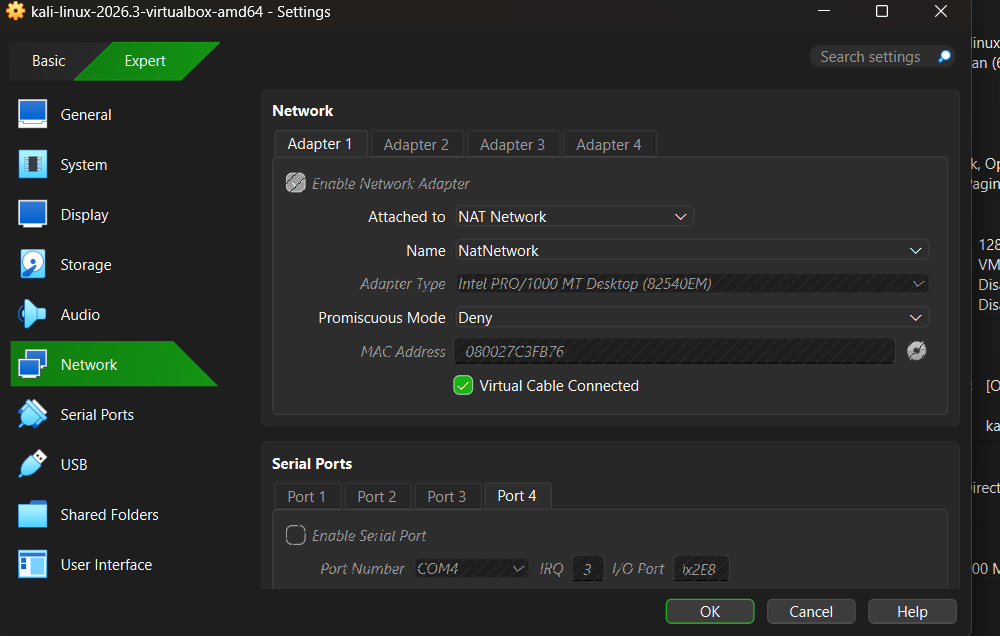 kali-linux-2026.3-virtualbox-amd64 - Settings
Basic Expert Search settings
General
System
Display
Storage
Audio
Network
Serial Ports
USB
Shared Folders
User Interface
Network
Adapter 1 Adapter 2 Adapter 3 Adapter 4
Enable Network Adapter
Attached to NAT Network
Name NatNetwork
Adapter Type Intel PRO/1000 MT Desktop (82540EM)
Promiscuous Mode Deny
MAC Address 080027C3FB76
Virtual Cable Connected
Serial Ports
Port 1 Port 2 Port 3 Port 4
Enable Serial Port
Port Number COM4 IRQ 3 I/O Port 0x2E8
OK Cancel Help